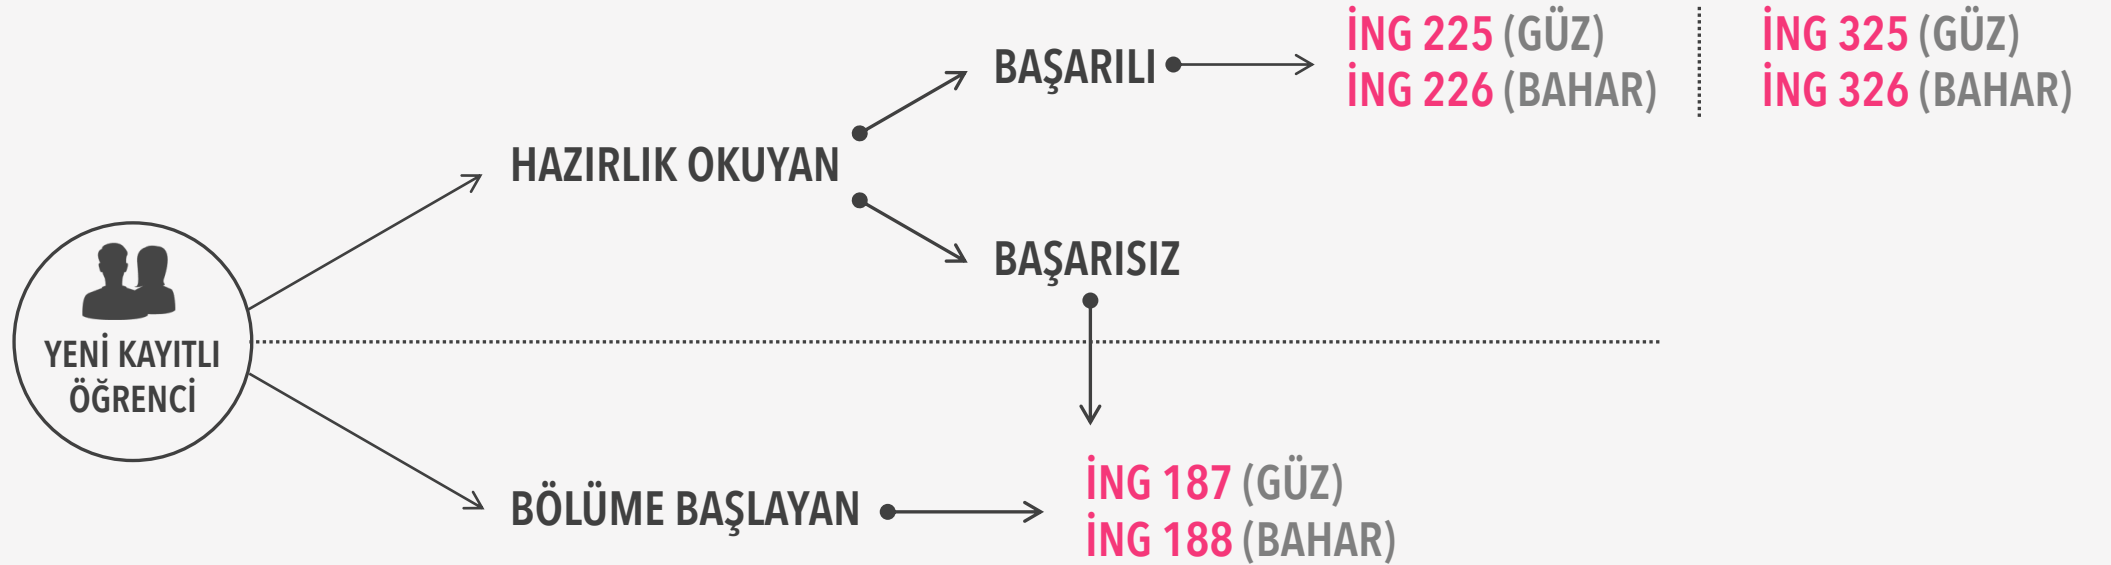 İNG 225 (GÜZ)
İNG 226 (BAHAR)
İNG 325 (GÜZ)
İNG 326 (BAHAR)
BAŞARILI
HAZIRLIK OKUYAN
BAŞARISIZ
YENİ KAYITLI
ÖĞRENCİ
BÖLÜME BAŞLAYAN
İNG 187 (GÜZ)
İNG 188 (BAHAR)